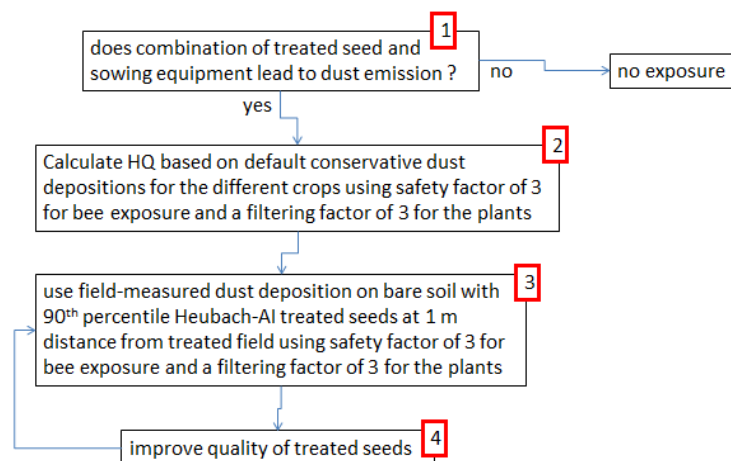 1
does combination of treated seed and
sowing equipment lead to dust emission ?
no
no exposure
yes
2
Calculate HQ based on default conservative dust
depositions for the different crops using safety factor of 3
for bee exposure and a filtering factor of 3 for the plants
3
use field-measured dust deposition on bare soil with
90th percentile Heubach-AI treated seeds at 1 m
distance from treated field using safety factor of 3 for
bee exposure and a filtering factor of 3 for the plants
4
improve quality of treated seeds